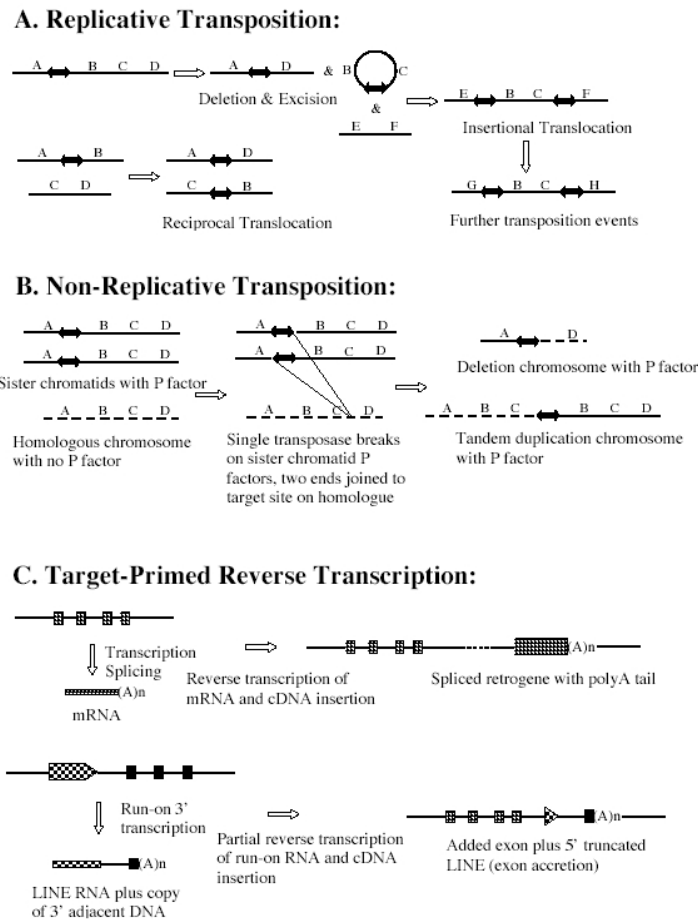 A. Replicative Transposition:
A B C D
A D & B C
Deletion & Excision
&
E F
E B C F
Insertional Translocation
A B
C D
A D
C B
Reciprocal Translocation
G B C H
Further transposition events
B. Non-Replicative Transposition:
A B C D
A B C D
Sister chromatids with P factor
A B C D
Homologous chromosome
with no P factor
A B C D
A B C D
A B C D
Single transposase breaks
on sister chromatid P
factors, two ends joined to
target site on homologue
A D
Deletion chromosome with P factor
A B C B C D
Tandem duplication chromosome
with P factor
C. Target-Primed Reverse Transcription:
Transcription
Splicing
(A)n
mRNA
Reverse transcription of
mRNA and cDNA insertion
(A)n
Spliced retrogene with polyA tail
Run-on 3’
transcription
(A)n
LINE RNA plus copy
of 3’ adjacent DNA
Partial reverse transcription
of run-on RNA and cDNA
insertion
(A)n
Added exon plus 5’ truncated
LINE (exon accretion)